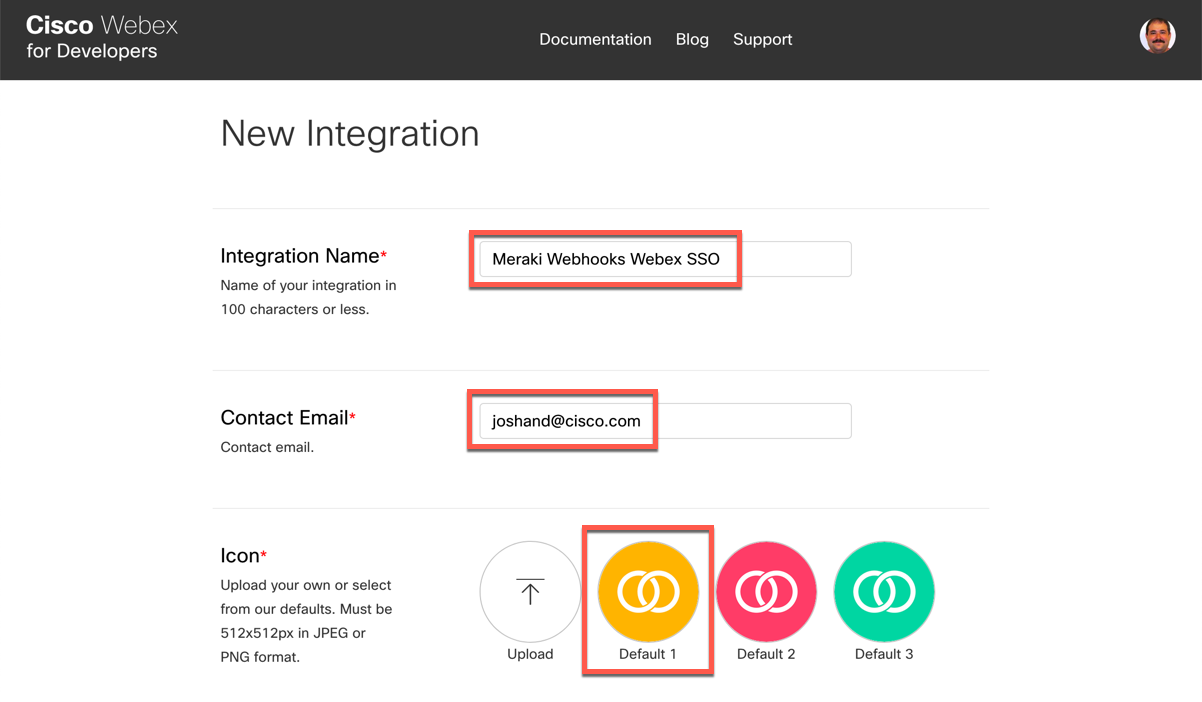 Cisco Webex
for Developers
Documentation Blog Support
New Integration
Integration Name*
Name of your integration in
100 characters or less.
Meraki Webhooks Webex SSO
Contact Email*
Contact email.
joshand@cisco.com
Icon*
Upload your own or select
from our defaults. Must be
512x512px in JPEG or
PNG format.
Upload Default 1 Default 2 Default 3